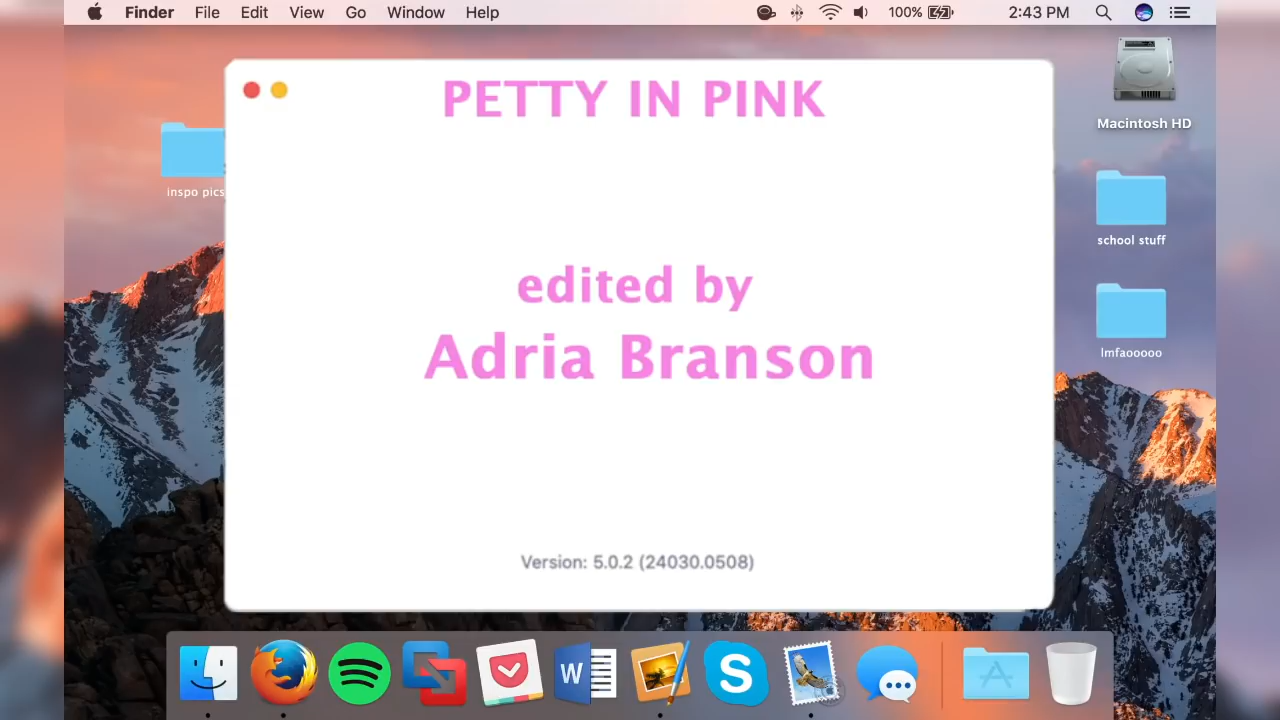 Finder File Edit View Go Window Help 100% 2:43 PM
PETTY IN PINK
Macintosh HD
inspo pics
school stuff
edited by
Adria Branson
lmfaooooo
Version: 5.0.2 (24030.0508)
W
S